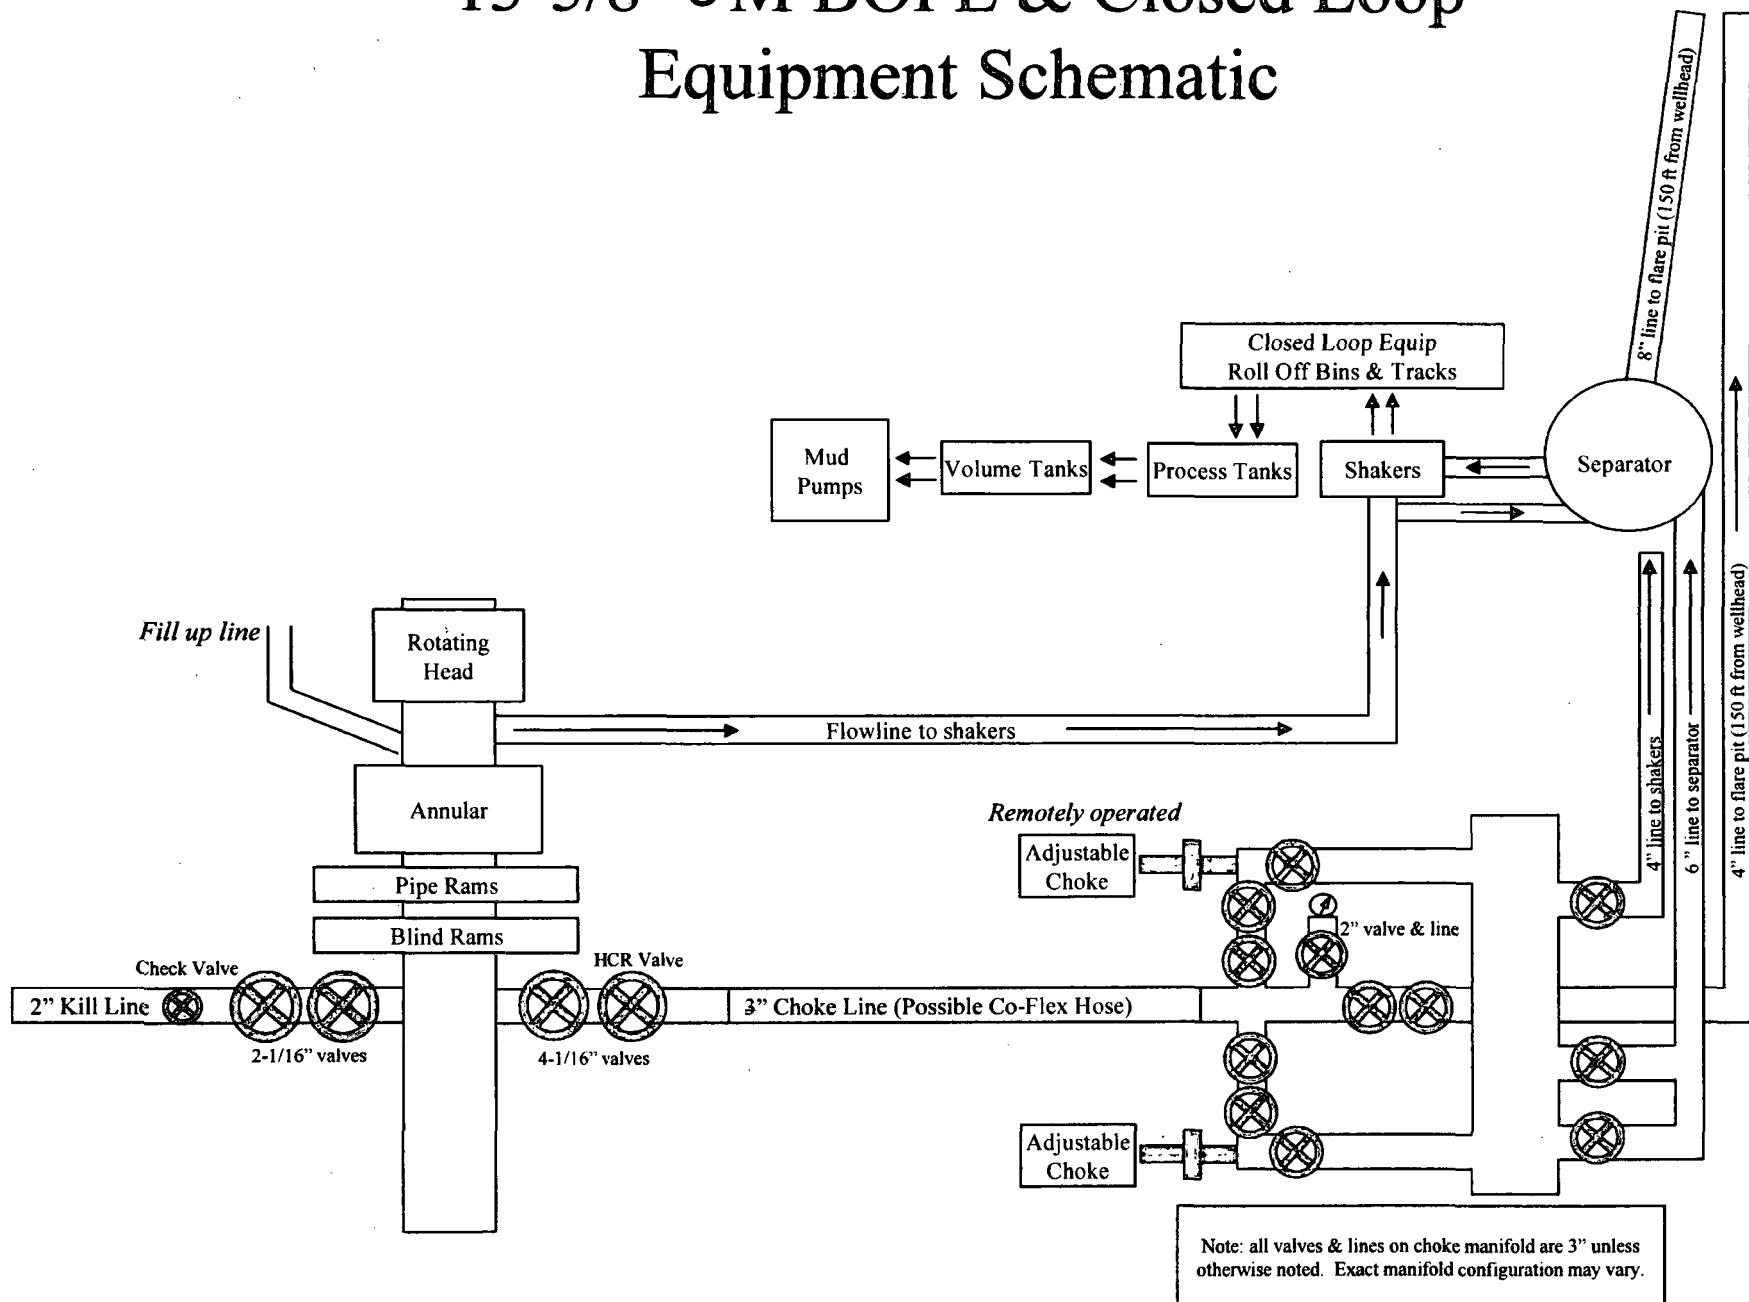 Equipment Schematic
8" line to flare pit (150 ft from wellhead)
Closed Loop Equip
Roll Off Bins & Tracks
Mud
Pumps
Volume Tanks
Process Tanks
Shakers
Separator
Fill up line
Rotating
Head
Flowline to shakers
4" line to shakers
6 " line to separator
4" line to flare pit (150 ft from wellhead)
Annular
Remotely operated
Adjustable
Choke
Pipe Rams
Blind Rams
2" valve & line
Check Valve
HCR Valve
2" Kill Line
3" Choke Line (Possible Co-Flex Hose)
2-1/16" valves
4-1/16" valves
Adjustable
Choke
Note: all valves & lines on choke manifold are 3" unless
otherwise noted. Exact manifold configuration may vary.